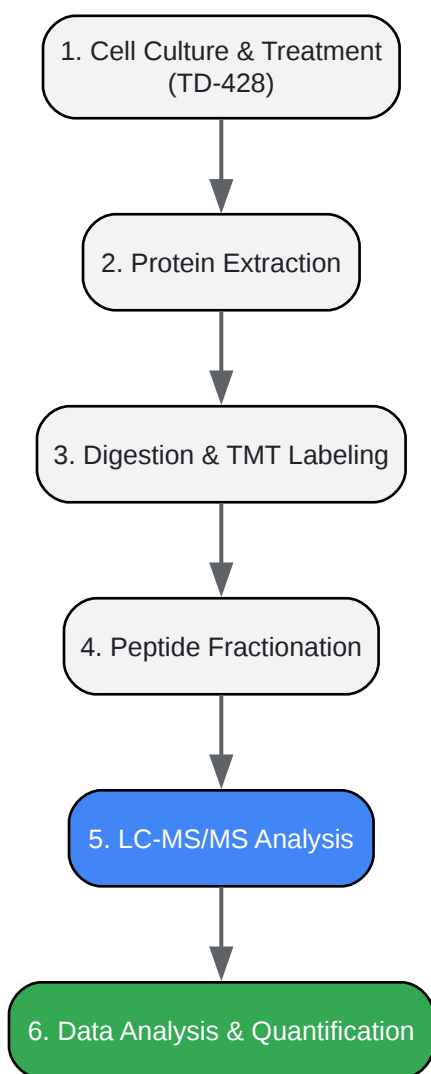 1. Cell Culture & Treatment
(TD-428)
2. Protein Extraction
3. Digestion & TMT Labeling
4. Peptide Fractionation
5. LC-MS/MS Analysis
6. Data Analysis & Quantification